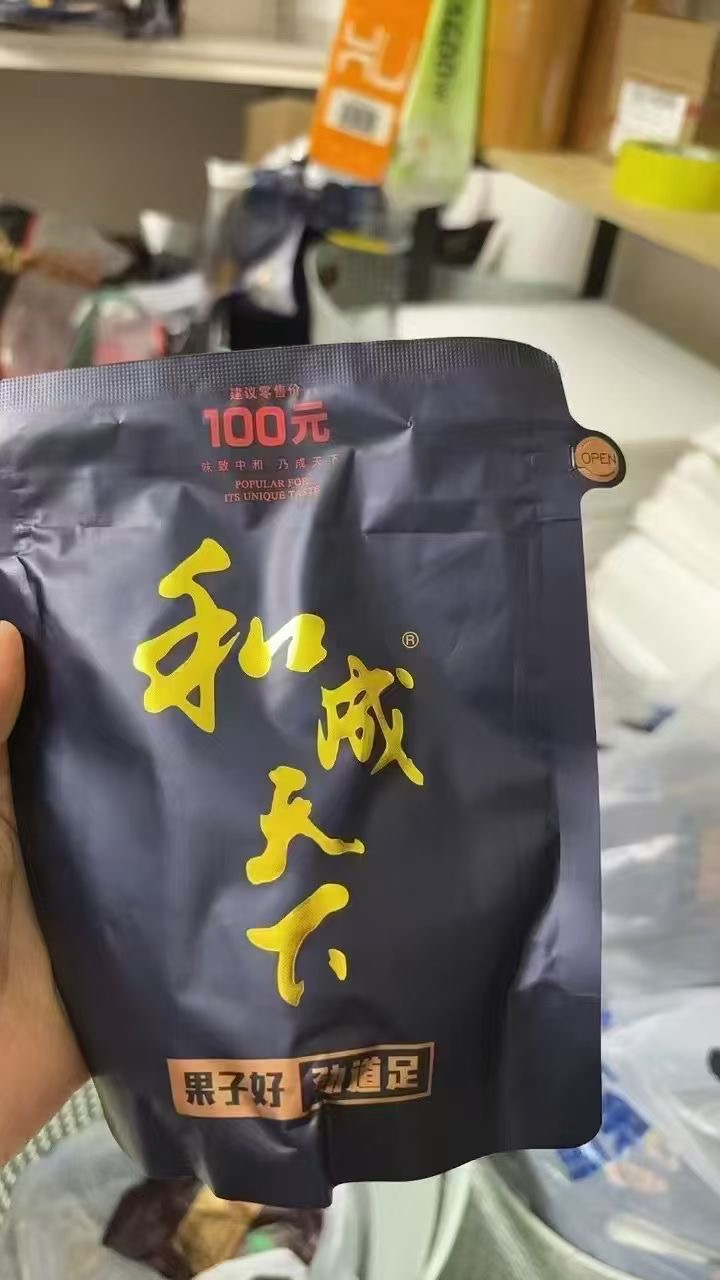 建议零售价
100元
味致中和 乃成天下
POPULAR FOR
ITS UNIQUE TASTE
OPEN
和成天下
®
果子好 劲道足